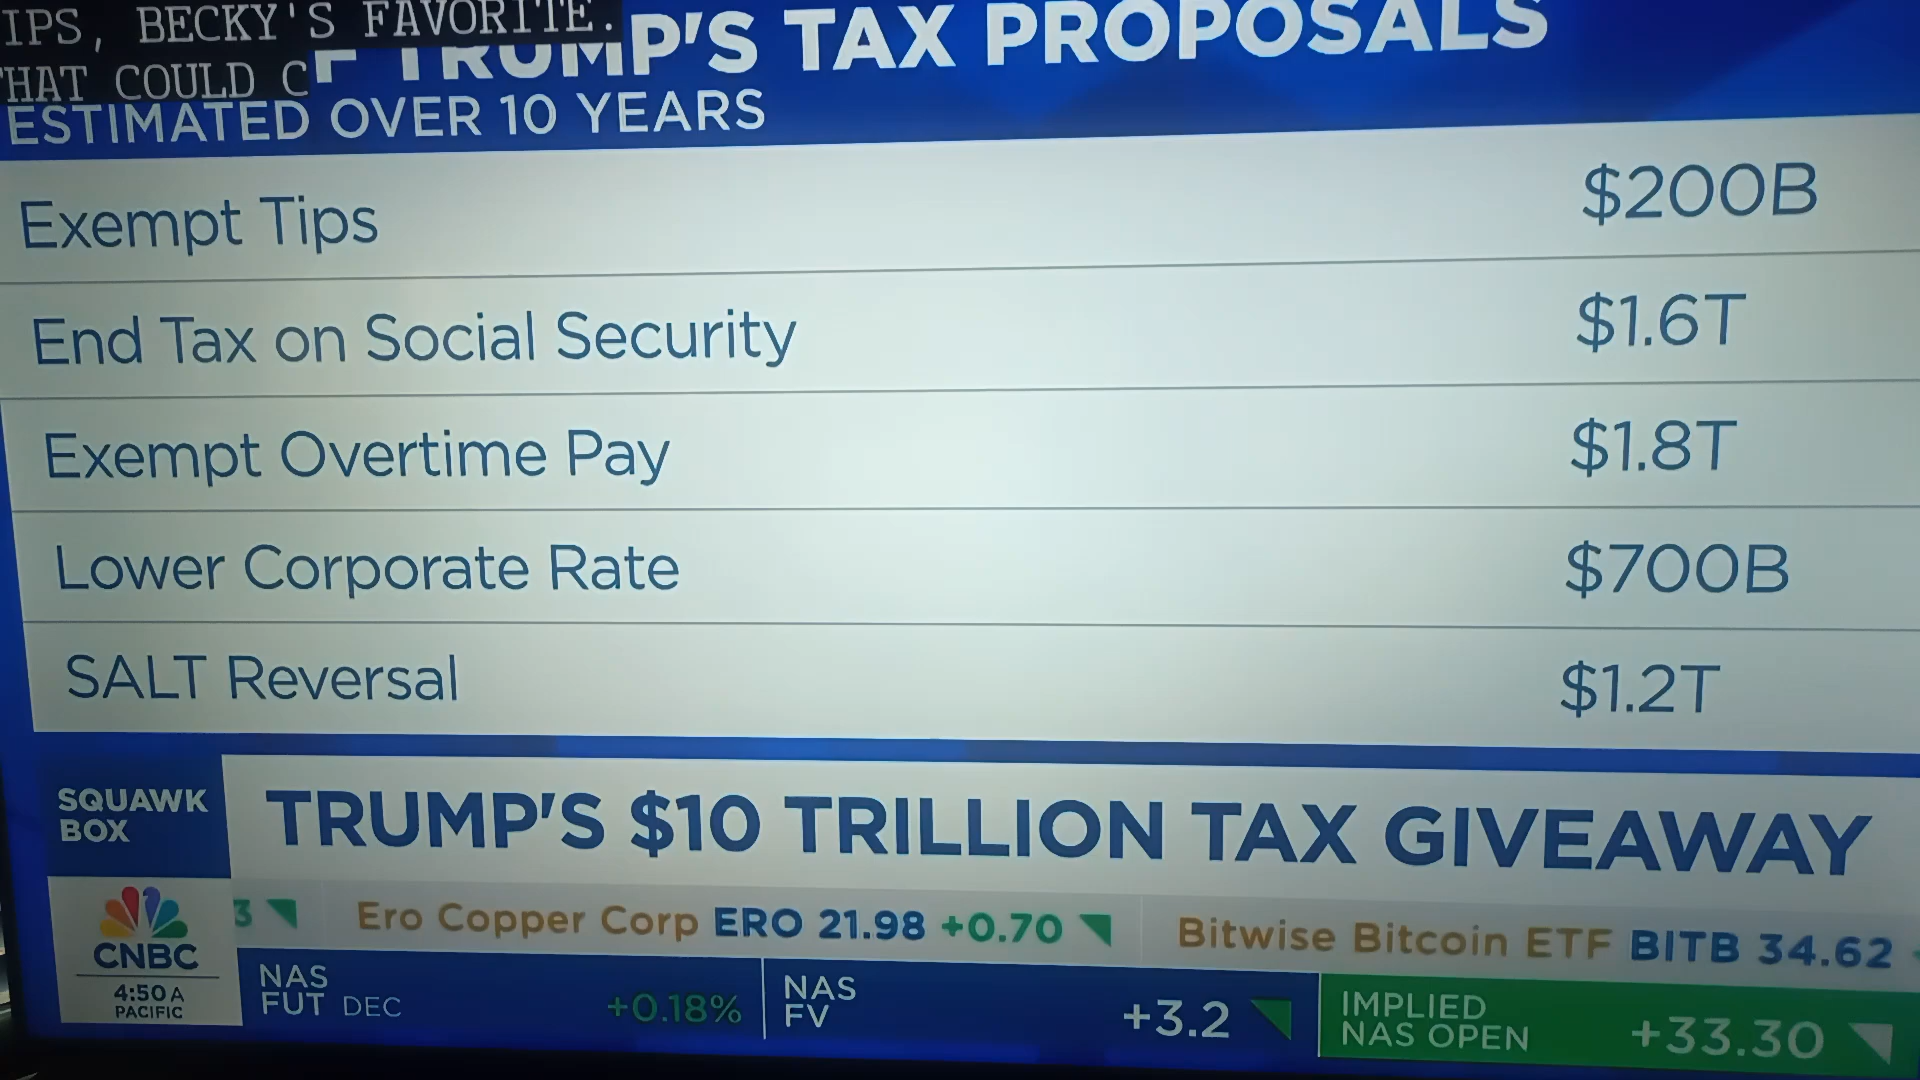 IPS, BECKY'S FAVORITE.
HAT COULD C
TRUMP'S TAX PROPOSALS
ESTIMATED OVER 10 YEARS
Exempt Tips $200B
End Tax on Social Security $1.6T
Exempt Overtime Pay $1.8T
Lower Corporate Rate $700B
SALT Reversal $1.2T
SQUAWK
BOX
TRUMP'S $10 TRILLION TAX GIVEAWAY
3 Ero Copper Corp ERO 21.98 +0.70 Bitwise Bitcoin ETF BITB 34.62
CNBC
4:50A
PACIFIC
NAS
FUT DEC +0.18%
NAS
FV +3.2
IMPLIED
NAS OPEN +33.30